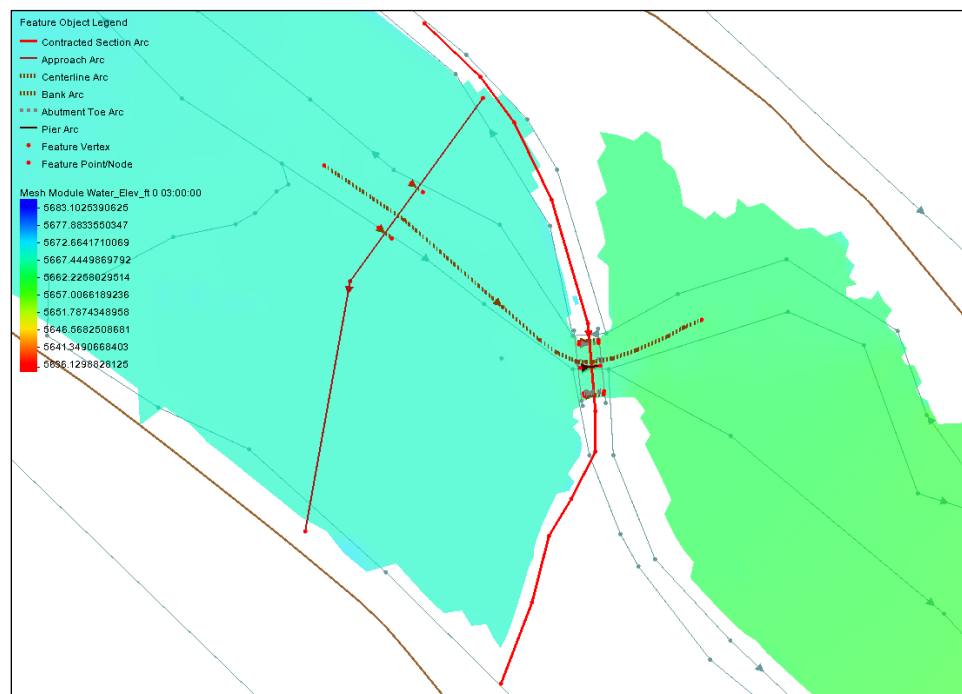 Feature Object Legend
Contracted Section Arc
Approach Arc
Centerline Arc
Bank Arc
Abutment Toe Arc
Pier Arc
Feature Vertex
Feature Point/Node
Mesh Module Water_Elev_ft 0 03:00:00
5683.1025390625
5677.8833550347
5672.6641710069
5667.4449869792
5662.2258029514
5657.0066189236
5651.7874348958
5646.5682508681
5641.3490668403
5636.1298828125